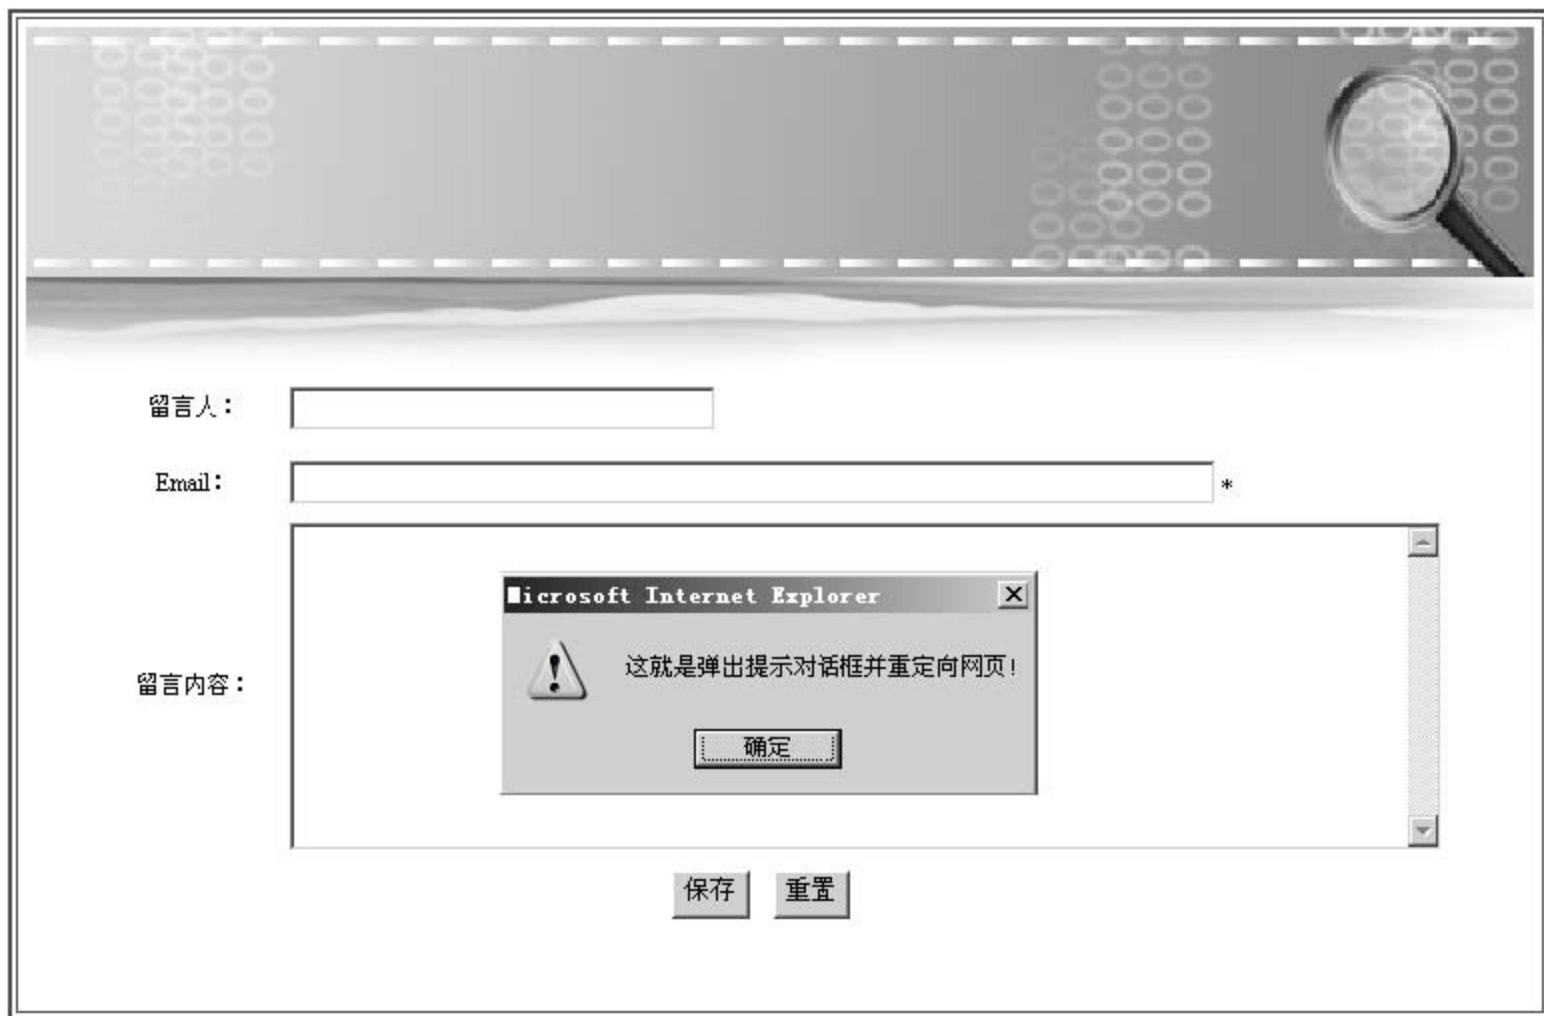 留言人：
Email： *
Microsoft Internet Explorer
这就是弹出提示对话框并重定向网页！
留言内容：
确定
保存 重置